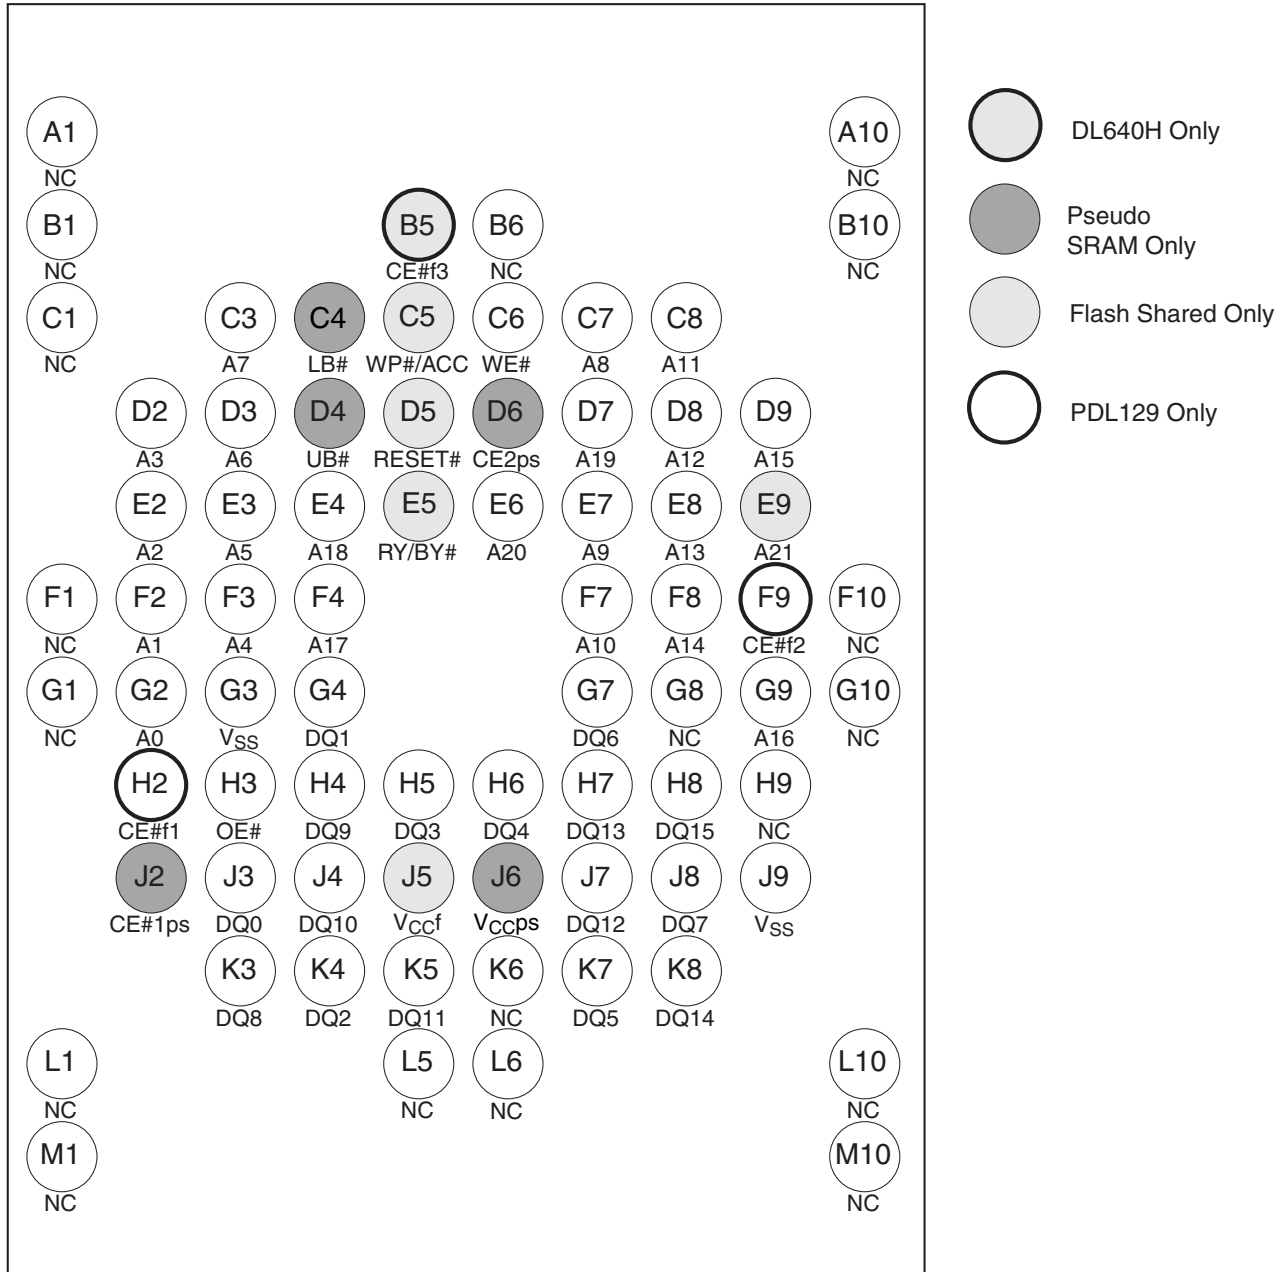 A1 A10 DL640H Only
NC NC
B1 B5 B6 B10 Pseudo
SRAM Only
NC CE#f3 NC NC
C1 C3 C4 C5 C6 C7 C8 Flash Shared Only
NC A7 LB# WP#/ACC WE# A8 A11
D2 D3 D4 D5 D6 D7 D8 D9 PDL129 Only
A3 A6 UB# RESET# CE2ps A19 A12 A15
E2 E3 E4 E5 E6 E7 E8 E9
A2 A5 A18 RY/BY# A20 A9 A13 A21
F1 F2 F3 F4 F7 F8 F9 F10
NC A1 A4 A17 A10 A14 CE#f2 NC
G1 G2 G3 G4 G7 G8 G9 G10
NC A0 VSS DQ1 DQ6 NC A16 NC
H2 H3 H4 H5 H6 H7 H8 H9
CE#f1 OE# DQ9 DQ3 DQ4 DQ13 DQ15 NC
J2 J3 J4 J5 J6 J7 J8 J9
CE#1ps DQ0 DQ10 VCCf VCCps DQ12 DQ7 VSS
K3 K4 K5 K6 K7 K8
DQ8 DQ2 DQ11 NC DQ5 DQ14
L1 L5 L6 L10
NC NC NC NC
M1 M10
NC NC